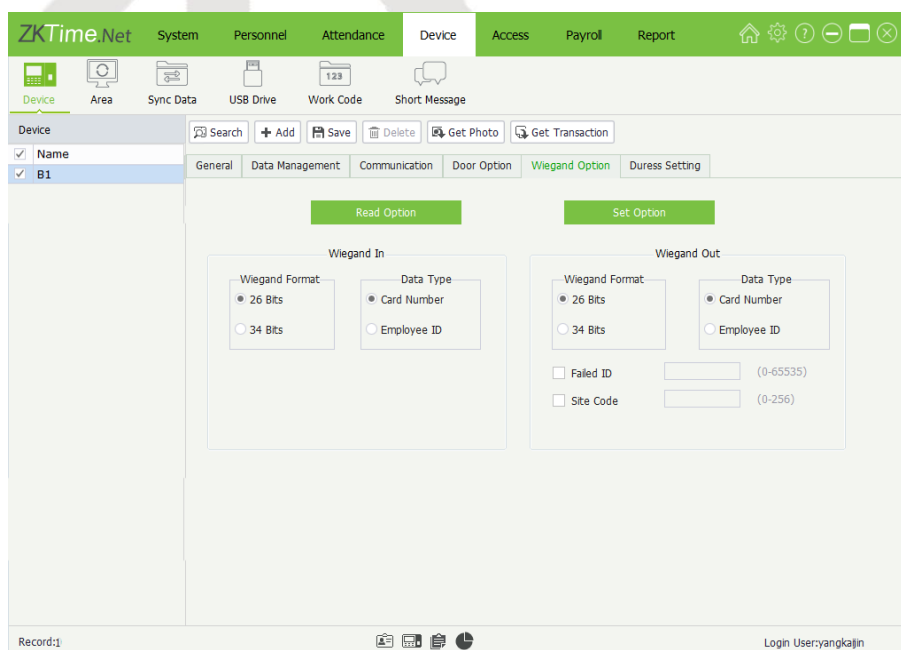 ZKTime.Net System Personnel Attendance Device Access Payroll Report
123
Device Area Sync Data USB Drive Work Code Short Message
Device
Search Add Save Delete Get Photo Get Transaction
Name
B1
General Data Management Communication Door Option Wiegand Option Duress Setting
Read Option Set Option
Wiegand In
Wiegand Format Data Type
26 Bits Card Number
34 Bits Employee ID
Wiegand Out
Wiegand Format Data Type
26 Bits Card Number
34 Bits Employee ID
Failed ID (0-65535)
Site Code (0-256)
Record:1 Login User:yangkaijin